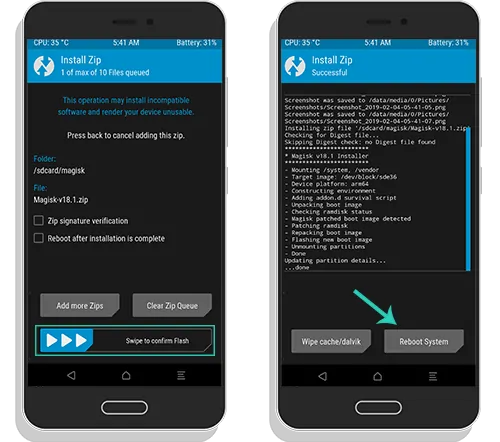 CPU: 35 °C 5:41 AM Battery: 31%
Install Zip
1 of max of 10 Files queued
This operation may install incompatible
software and render your device unusable.
Press back to cancel adding this zip.
Folder:
/sdcard/magisk
File:
Magisk-v18.1.zip
Zip signature verification
Reboot after installation is complete
Add more Zips
Clear Zip Queue
Swipe to confirm Flash
CPU: 35 °C 5:41 AM Battery: 31%
Install Zip
Successful
Screenshot was saved to /data/media/0/Pictures/
Screenshots/Screenshot_2019-02-04-05-41-05.png
Screenshot was saved to /data/media/0/Pictures/
Screenshots/Screenshot_2019-02-04-05-41-07.png
Installing zip file '/sdcard/magisk/Magisk-v18.1.zip
Checking for Digest file...
Skipping Digest check: no Digest file found
************************
* Magisk v18.1 Installer
************************
- Mounting /system, /vendor
- Target image: /dev/block/sde36
- Device platform: arm64
- Constructing environment
- Adding addon.d survival script
- Unpacking boot image
- Checking ramdisk status
- Magisk patched boot image detected
- Patching ramdisk
- Repacking boot image
- Flashing new boot image
- Unmounting partitions
- Done
Updating partition details...
...done
Wipe cache/dalvik
Reboot System